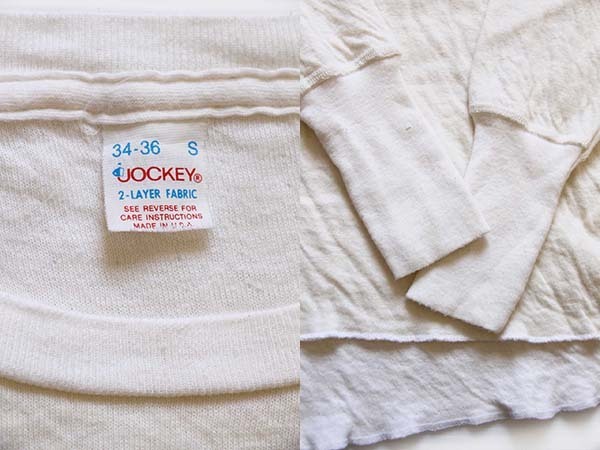 34-36 S
JOCKEY®
2-LAYER FABRIC
SEE REVERSE FOR
CARE INSTRUCTIONS
MADE IN U.S.A.